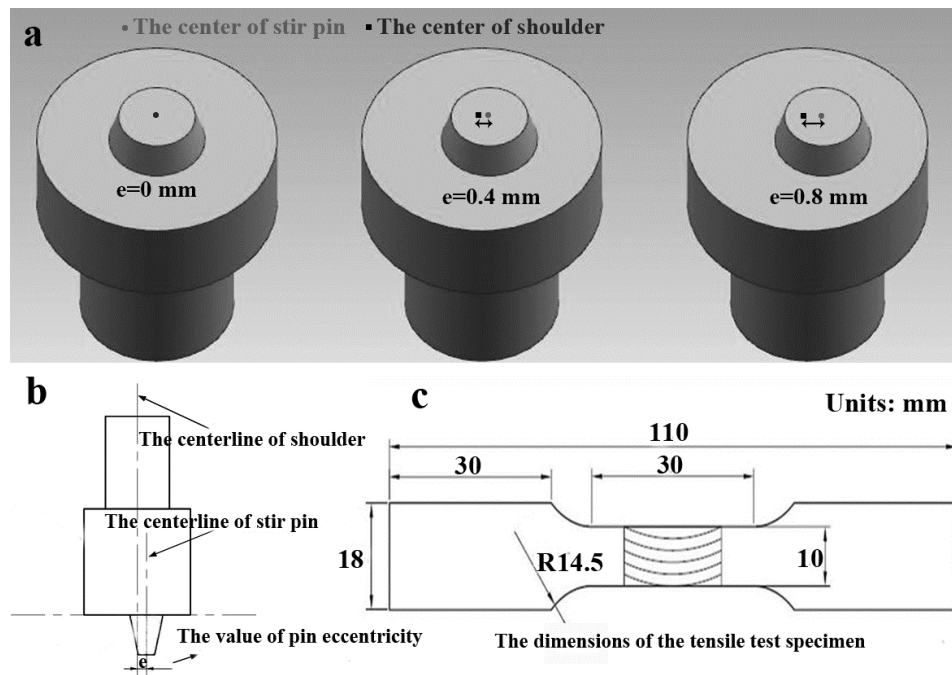 a
The center of stir pin The center of shoulder
e=0 mm
e=0.4 mm
e=0.8 mm
b
The centerline of shoulder
The centerline of stir pin
The value of pin eccentricity
e
c
Units: mm
110
30
30
18
10
R14.5
The dimensions of the tensile test specimen